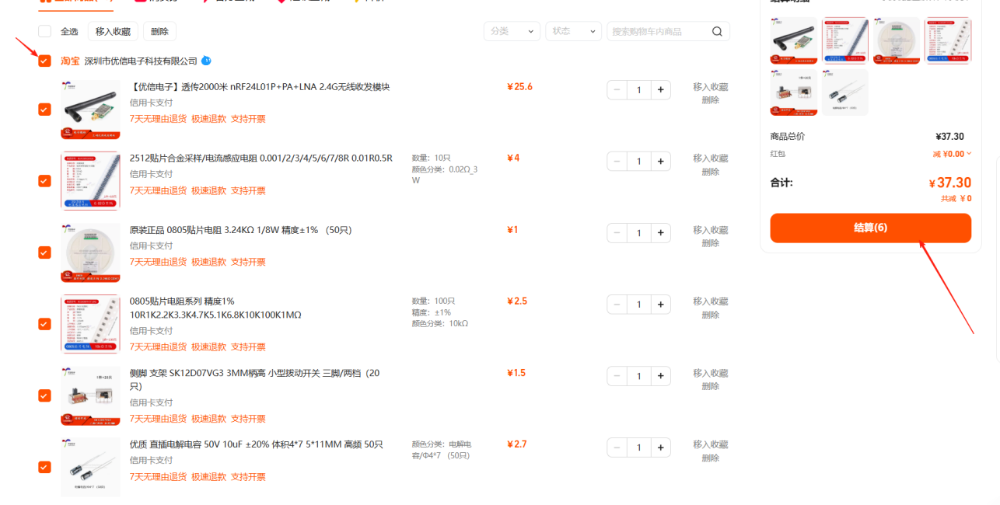 全选
移入收藏
删除
分类
状态
搜索购物车内商品
淘宝 深圳市优信电子科技有限公司
【优信电子】透传2000米 nRF24L01P+PA+LNA 2.4G无线收发模块
信用卡支付
7天无理由退货 极速退款 支持开票
¥25.6
1
移入收藏
删除
2512贴片合金采样/电流感应电阻 0.001/2/3/4/5/6/7/8R 0.01R0.5R
信用卡支付
7天无理由退货 极速退款 支持开票
数量：10只
颜色分类：0.02Ω_3
W
¥4
1
移入收藏
删除
原装正品 0805贴片电阻 3.24KΩ 1/8W 精度±1% （50只）
信用卡支付
7天无理由退货 极速退款 支持开票
¥1
1
移入收藏
删除
0805贴片电阻系列 精度1%
10R1K2.2K3.3K4.7K5.1K6.8K10K100K1MΩ
信用卡支付
7天无理由退货 极速退款 支持开票
数量：100只
精度：±1%
颜色分类：10kΩ
¥2.5
1
移入收藏
删除
侧脚 支架 SK12D07VG3 3MM柄高 小型拨动开关 三脚/两档（20
只）
信用卡支付
7天无理由退货 极速退款 支持开票
¥1.5
1
移入收藏
删除
优质 直插电解电容 50V 10uF ±20% 体积4*7 5*11MM 高频 50只
信用卡支付
7天无理由退货 极速退款 支持开票
颜色分类：电解电
容/Φ4*7 （50只）
¥2.7
1
移入收藏
删除
商品总价
¥37.30
红包
减 ¥0.00
合计:
¥37.30
共减 ¥0
结算(6)